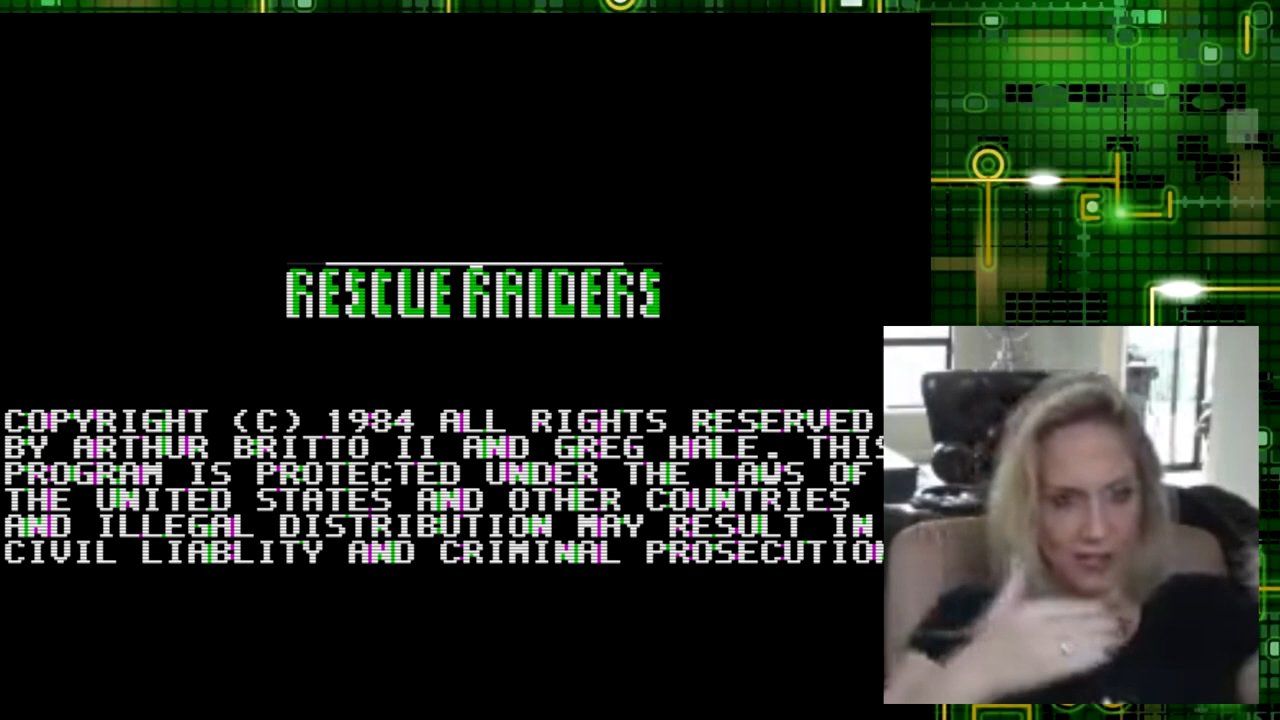 RESCUE RAIDERS
COPYRIGHT (C) 1984 ALL RIGHTS RESERVED
BY ARTHUR BRITTO II AND GREG HALE. THIS
PROGRAM IS PROTECTED UNDER THE LAWS OF
THE UNITED STATES AND OTHER COUNTRIES
AND ILLEGAL DISTRIBUTION MAY RESULT IN
CIVIL LIABLITY AND CRIMINAL PROSECUTION